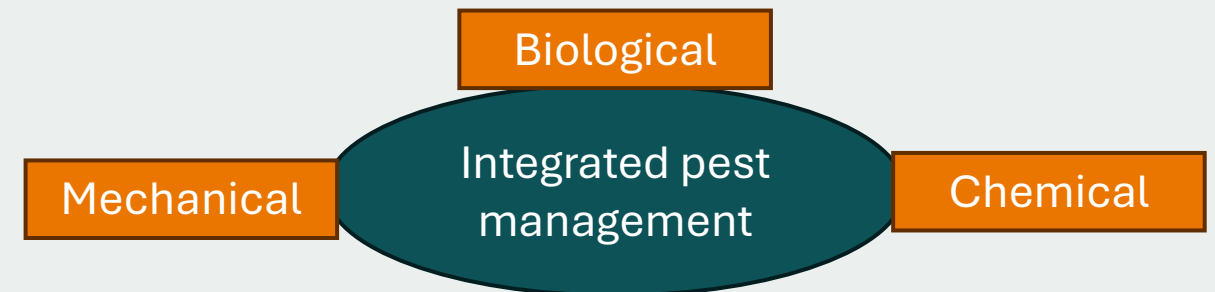 Biological
Integrated pest
management
Mechanical
Chemical